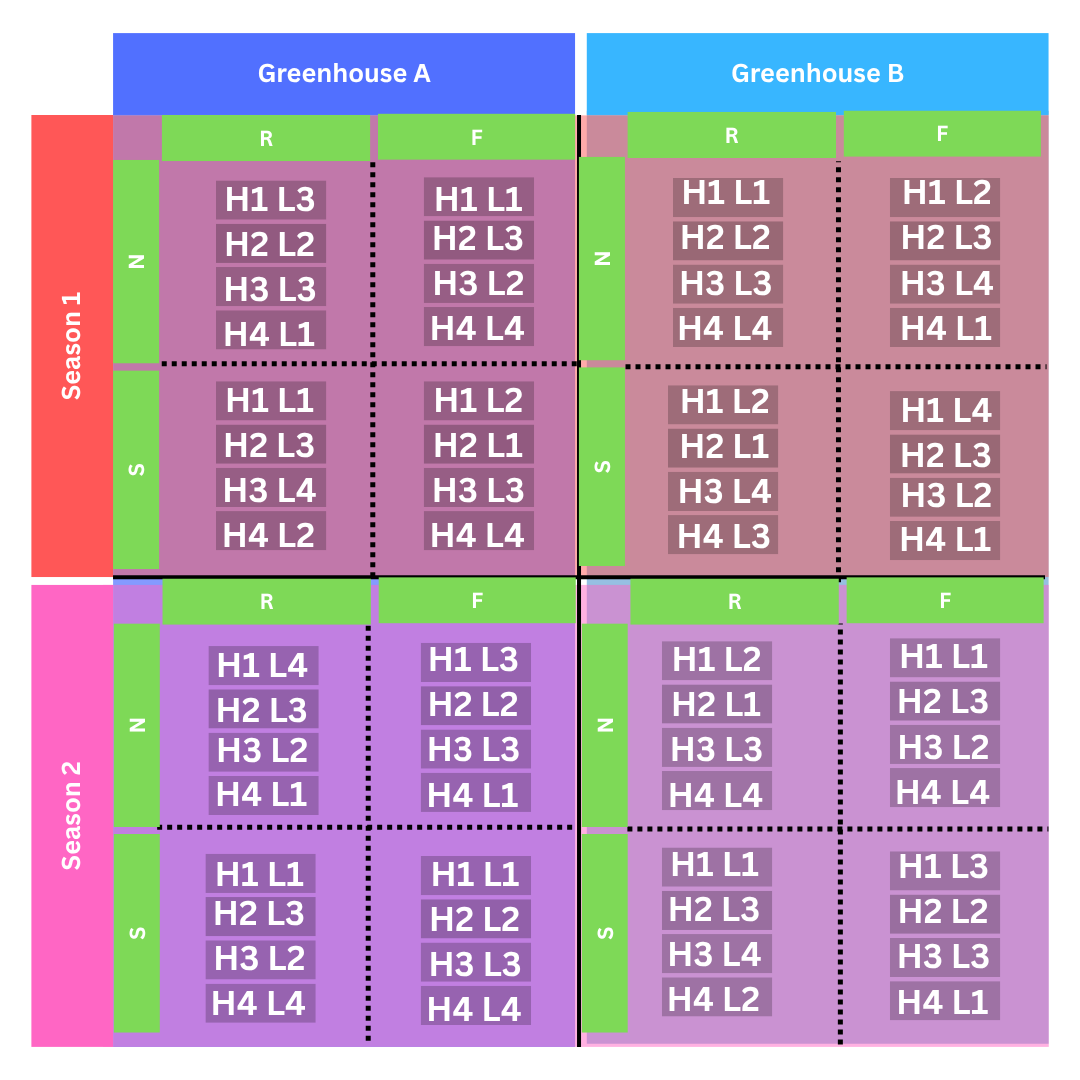 Greenhouse A
Greenhouse B
Season 1
R
F
R
F
N
H1 L3
H2 L2
H3 L3
H4 L1
H1 L1
H2 L3
H3 L2
H4 L4
N
H1 L1
H2 L2
H3 L3
H4 L4
H1 L2
H2 L3
H3 L4
H4 L1
S
H1 L1
H2 L3
H3 L4
H4 L2
H1 L2
H2 L1
H3 L3
H4 L4
S
H1 L2
H2 L1
H3 L4
H4 L3
H1 L4
H2 L3
H3 L2
H4 L1
Season 2
R
F
R
F
N
H1 L4
H2 L3
H3 L2
H4 L1
H1 L3
H2 L2
H3 L3
H4 L1
N
H1 L2
H2 L1
H3 L3
H4 L4
H1 L1
H2 L3
H3 L2
H4 L4
S
H1 L1
H2 L3
H3 L2
H4 L4
H1 L1
H2 L2
H3 L3
H4 L4
S
H1 L1
H2 L3
H3 L4
H4 L2
H1 L3
H2 L2
H3 L3
H4 L1